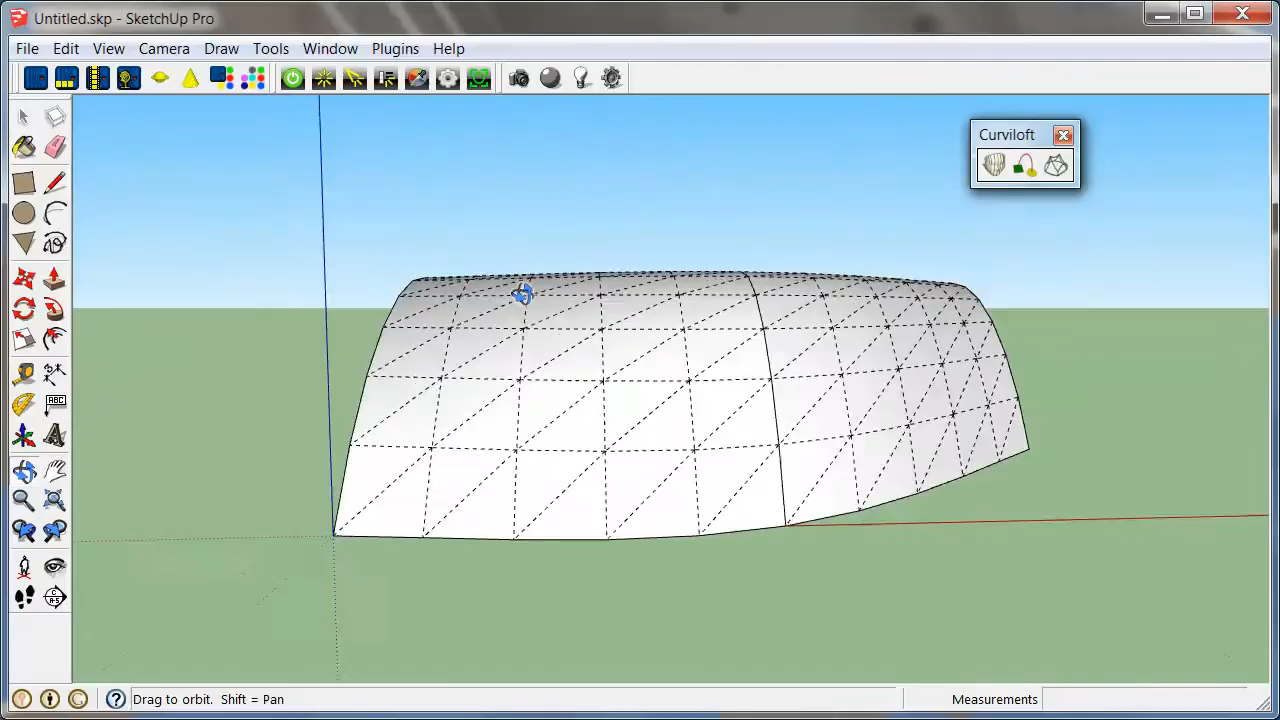 Untitled.skp - SketchUp Pro
File Edit View Camera Draw Tools Window Plugins Help
Curviloft
ABC
A
Drag to orbit. Shift = Pan
Measurements